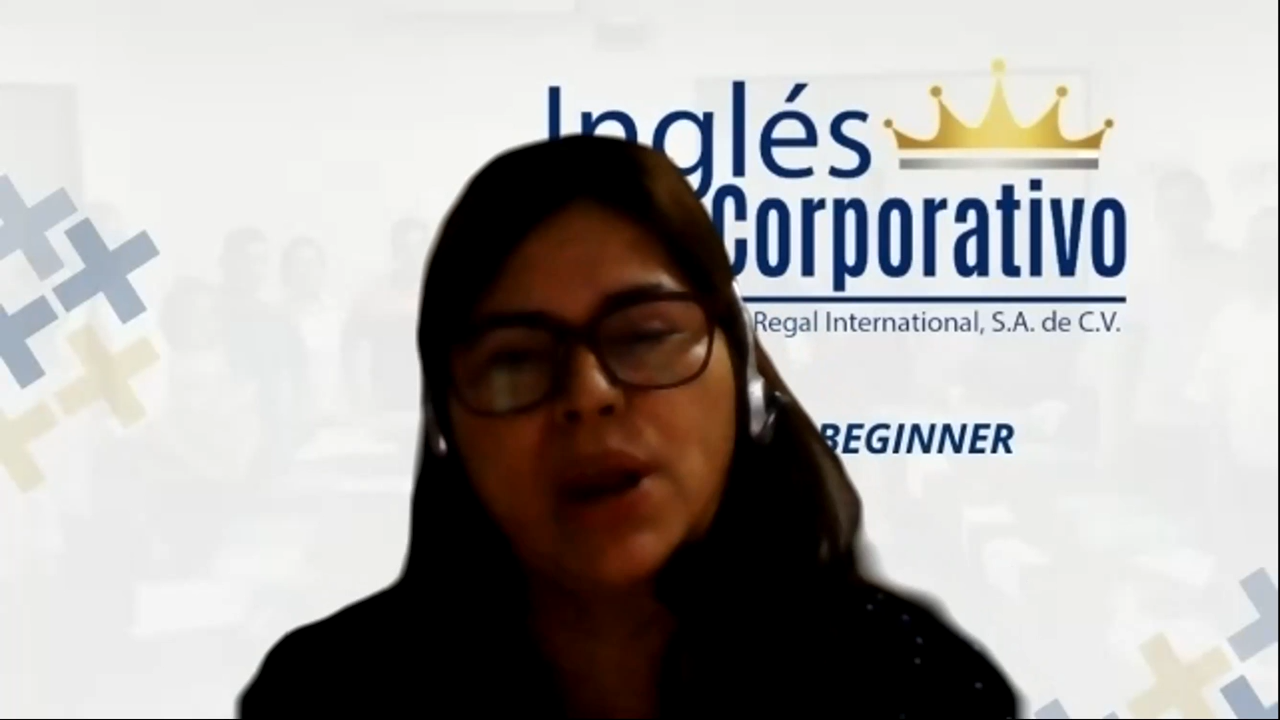 Inglés
Corporativo
Regal International, S.A. de C.V.
BEGINNER